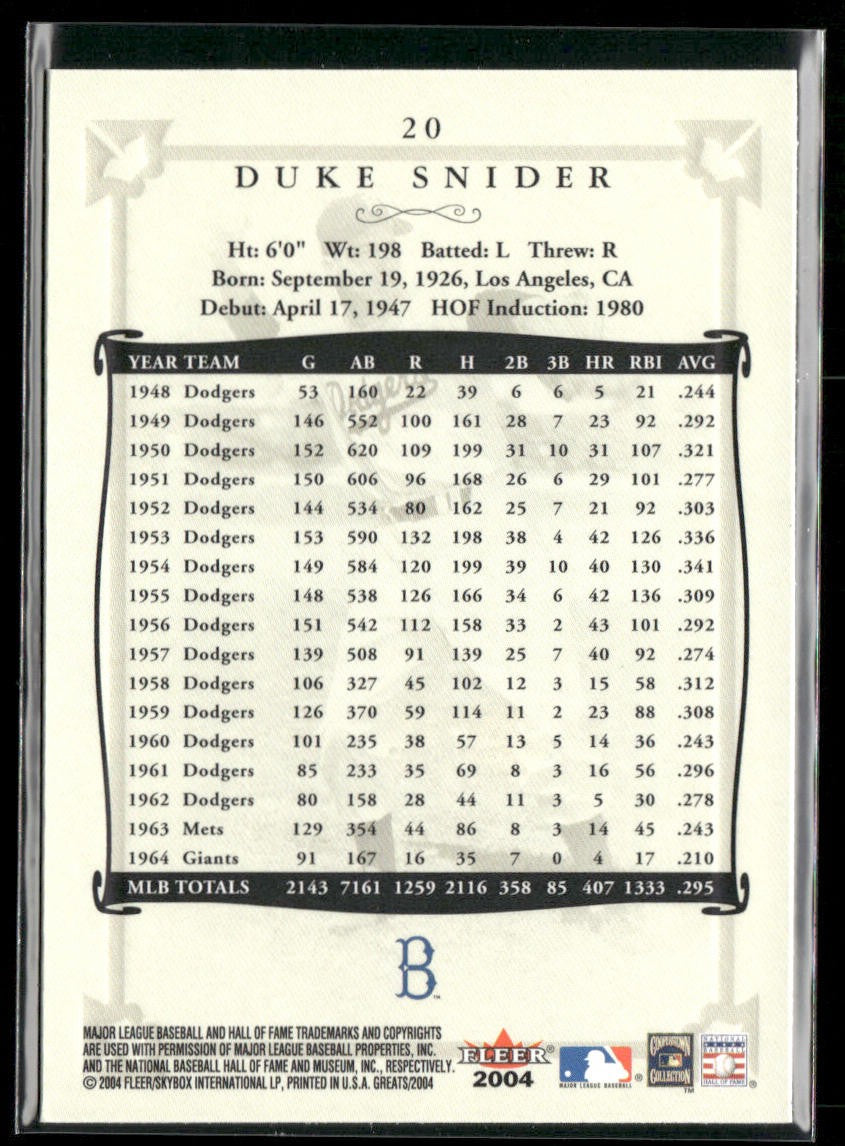 20
DUKE SNIDER
Ht: 6'0" Wt: 198 Batted: L Threw: R
Born: September 19, 1926, Los Angeles, CA
Debut: April 17, 1947 HOF Induction: 1980
YEAR TEAM G AB R H 2B 3B HR RBI AVG
1948 Dodgers 53 160 22 39 6 6 5 21 .244
1949 Dodgers 146 552 100 161 28 7 23 92 .292
1950 Dodgers 152 620 109 199 31 10 31 107 .321
1951 Dodgers 150 606 96 168 26 6 29 101 .277
1952 Dodgers 144 534 80 162 25 7 21 92 .303
1953 Dodgers 153 590 132 198 38 4 42 126 .336
1954 Dodgers 149 584 120 199 39 10 40 130 .341
1955 Dodgers 148 538 126 166 34 6 42 136 .309
1956 Dodgers 151 542 112 158 33 2 43 101 .292
1957 Dodgers 139 508 91 139 25 7 40 92 .274
1958 Dodgers 106 327 45 102 12 3 15 58 .312
1959 Dodgers 126 370 59 114 11 2 23 88 .308
1960 Dodgers 101 235 38 57 13 5 14 36 .243
1961 Dodgers 85 233 35 69 8 3 16 56 .296
1962 Dodgers 80 158 28 44 11 3 5 30 .278
1963 Mets 129 354 44 86 8 3 14 45 .243
1964 Giants 91 167 16 35 7 0 4 17 .210
MLB TOTALS 2143 7161 1259 2116 358 85 407 1333 .295
B™
MAJOR LEAGUE BASEBALL AND HALL OF FAME TRADEMARKS AND COPYRIGHTS
ARE USED WITH PERMISSION OF MAJOR LEAGUE BASEBALL PROPERTIES, INC.
AND THE NATIONAL BASEBALL HALL OF FAME AND MUSEUM, INC., RESPECTIVELY.
© 2004 FLEER/SKYBOX INTERNATIONAL LP, PRINTED IN U.S.A. GREATS/2004
FLEER®
2004
MAJOR LEAGUE BASEBALL ®
COOPERSTOWN
COLLECTION
™
NATIONAL
BASEBALL
HALL OF FAME ®